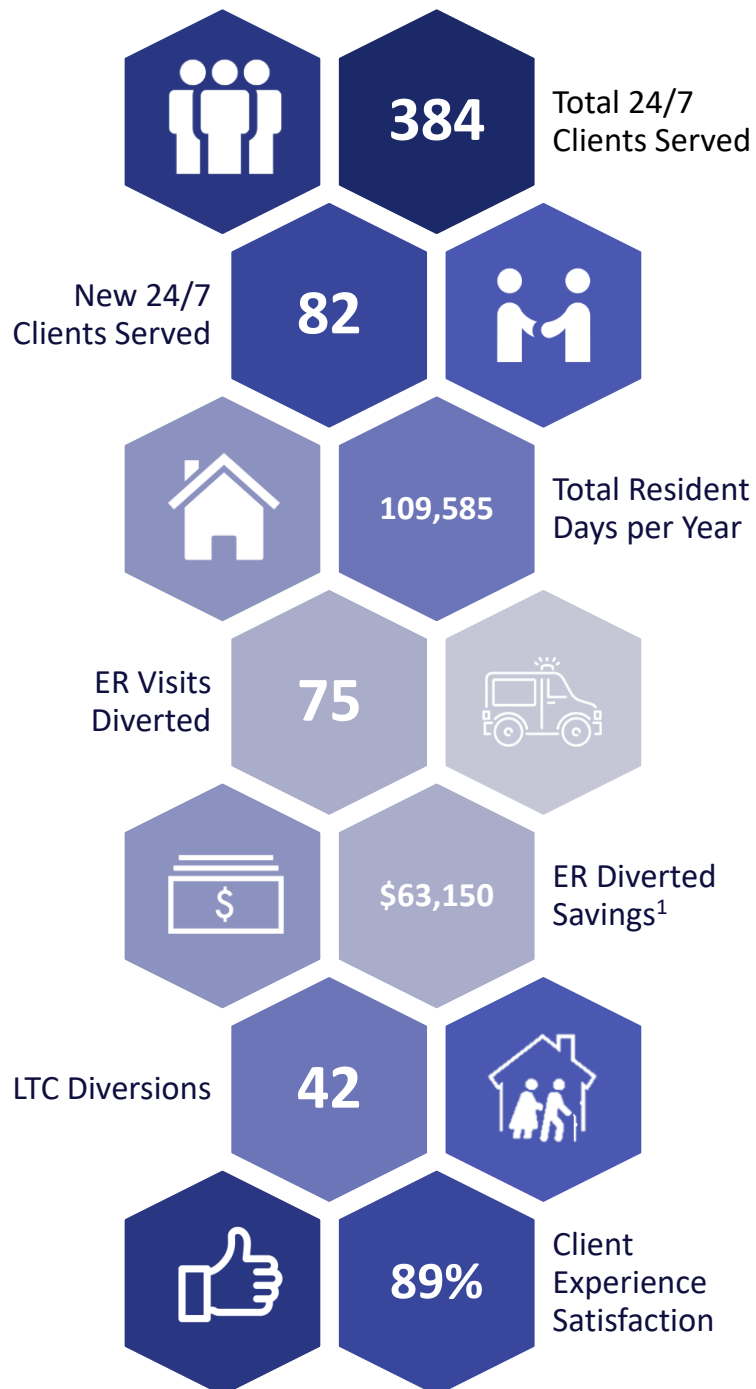 384
Total 24/7
Clients Served
New 24/7
Clients Served
82
109,585
Total Resident
Days per Year
ER Visits
Diverted
75
$
$63,150
ER Diverted
Savings¹
LTC Diversions
42
89%
Client
Experience
Satisfaction